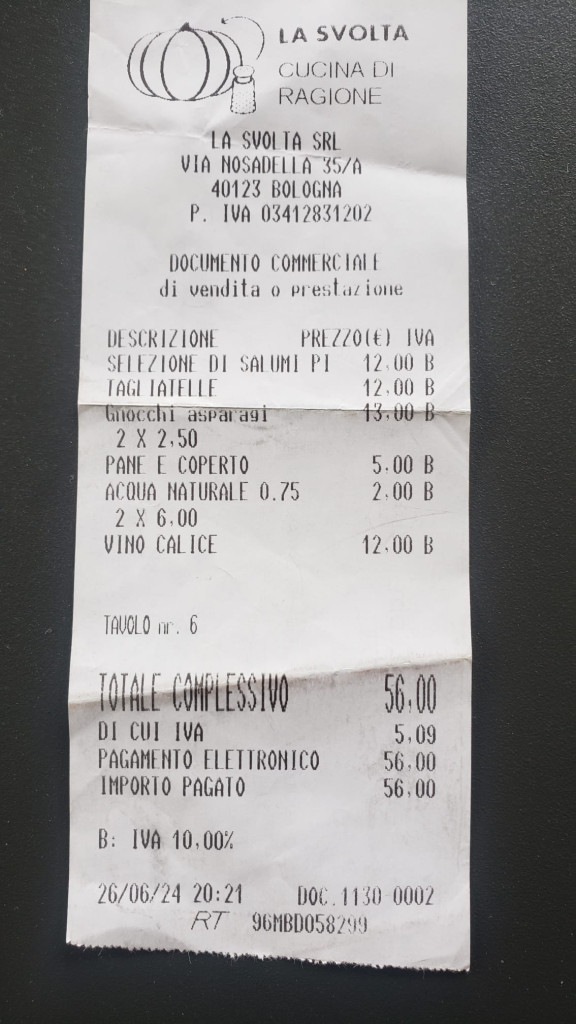 LA SVOLTA
CUCINA DI
RAGIONE
LA SVOLTA SRL
VIA NOSADELLA 35/A
40123 BOLOGNA
P. IVA 03412831202
DOCUMENTO COMMERCIALE
di vendita o prestazione
DESCRIZIONE PREZZO(€) IVA
SELEZIONE DI SALUMI PI 12,00 B
TAGLIATELLE 12,00 B
Gnocchi asparagi 13,00 B
2 X 2,50
PANE E COPERTO 5,00 B
ACQUA NATURALE 0.75 2,00 B
2 X 6,00
VINO CALICE 12,00 B
TAVOLO nr. 6
TOTALE COMPLESSIVO 56,00
DI CUI IVA 5,09
PAGAMENTO ELETTRONICO 56,00
IMPORTO PAGATO 56,00
B: IVA 10,00%
26/06/24 20:21 DOC.1130-0002
RT 96MBD058299